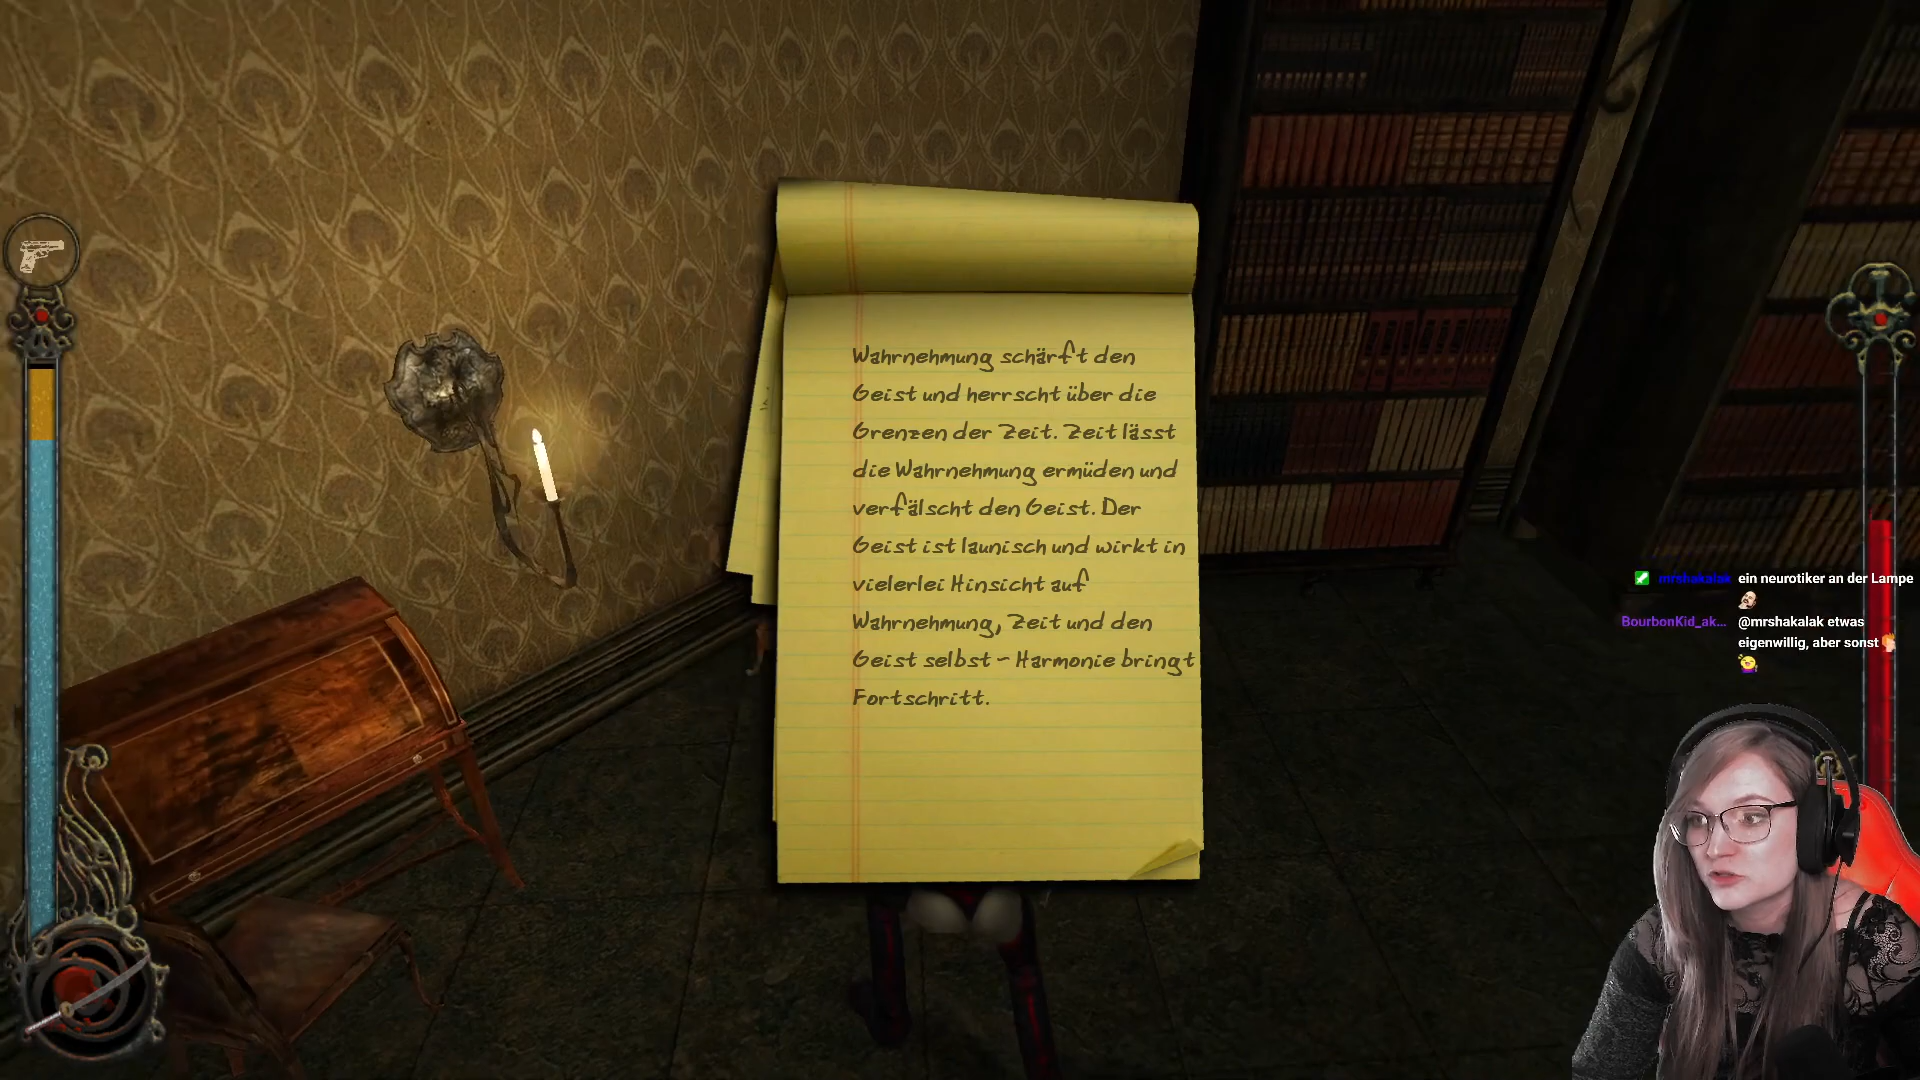 Wahrnehmung schärft den
Geist und herrscht über die
Grenzen der Zeit. Zeit lässt
die Wahrnehmung ermüden und
verfälscht den Geist. Der
Geist ist launisch und wirkt in
vielerlei Hinsicht auf
Wahrnehmung, Zeit und den
Geist selbst - Harmonie bringt
Fortschritt.
mrshakalak ein neurotiker an der Lampe
BourbonKid_ak... @mrshakalak etwas
eigenwillig, aber sonst